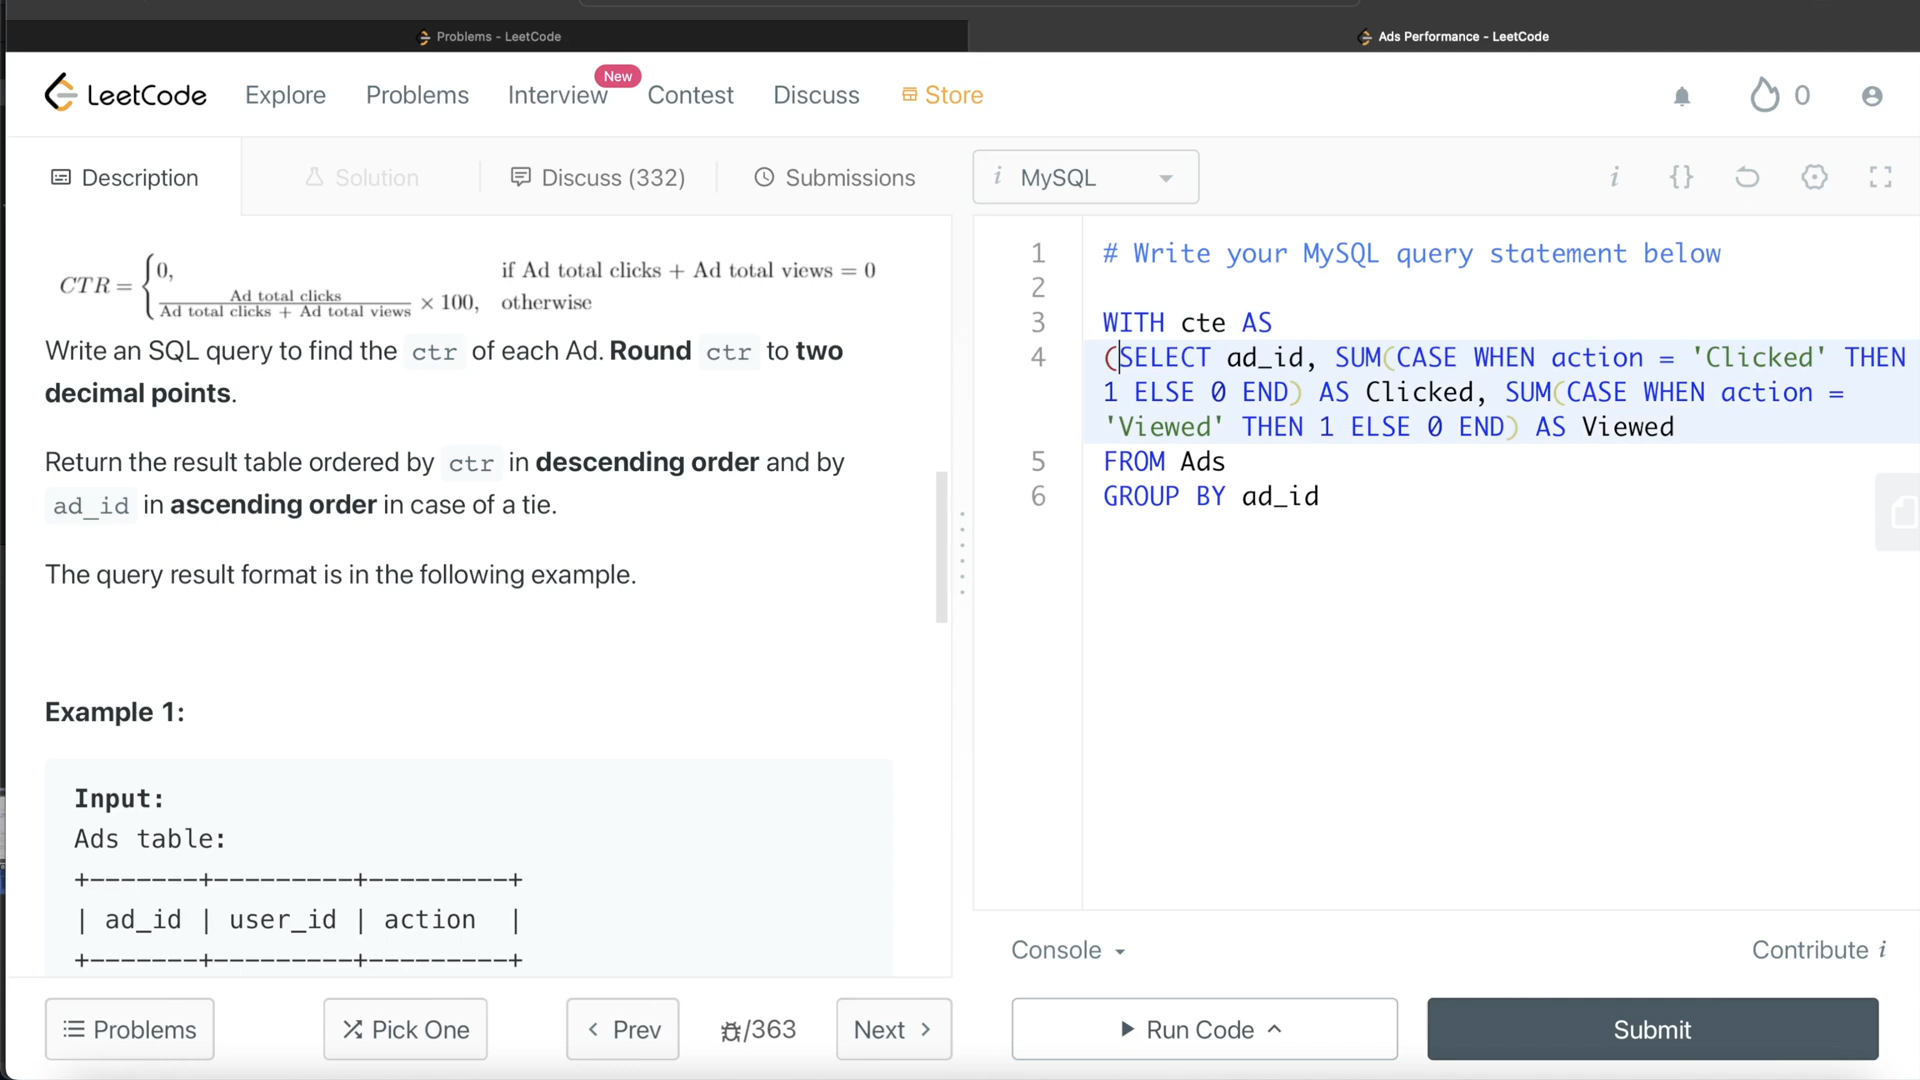 Problems - LeetCode
Ads Performance - LeetCode
LeetCode Explore Problems Interview New Contest Discuss Store 0
Description Solution Discuss (332) Submissions
i MySQL i {}
CTR = { 0, if Ad total clicks + Ad total views = 0
Ad total clicks / Ad total clicks + Ad total views × 100, otherwise
Write an SQL query to find the ctr of each Ad. Round ctr to two
decimal points.
Return the result table ordered by ctr in descending order and by
ad_id in ascending order in case of a tie.
The query result format is in the following example.
Example 1:
Input:
Ads table:
+-------+---------+---------+
| ad_id | user_id | action  |
+-------+---------+---------+
1 # Write your MySQL query statement below
2
3 WITH cte AS
4 (SELECT ad_id, SUM(CASE WHEN action = 'Clicked' THEN
1 ELSE 0 END) AS Clicked, SUM(CASE WHEN action =
'Viewed' THEN 1 ELSE 0 END) AS Viewed
5 FROM Ads
6 GROUP BY ad_id
Console Contribute i
Problems Pick One Prev /363 Next Run Code Submit